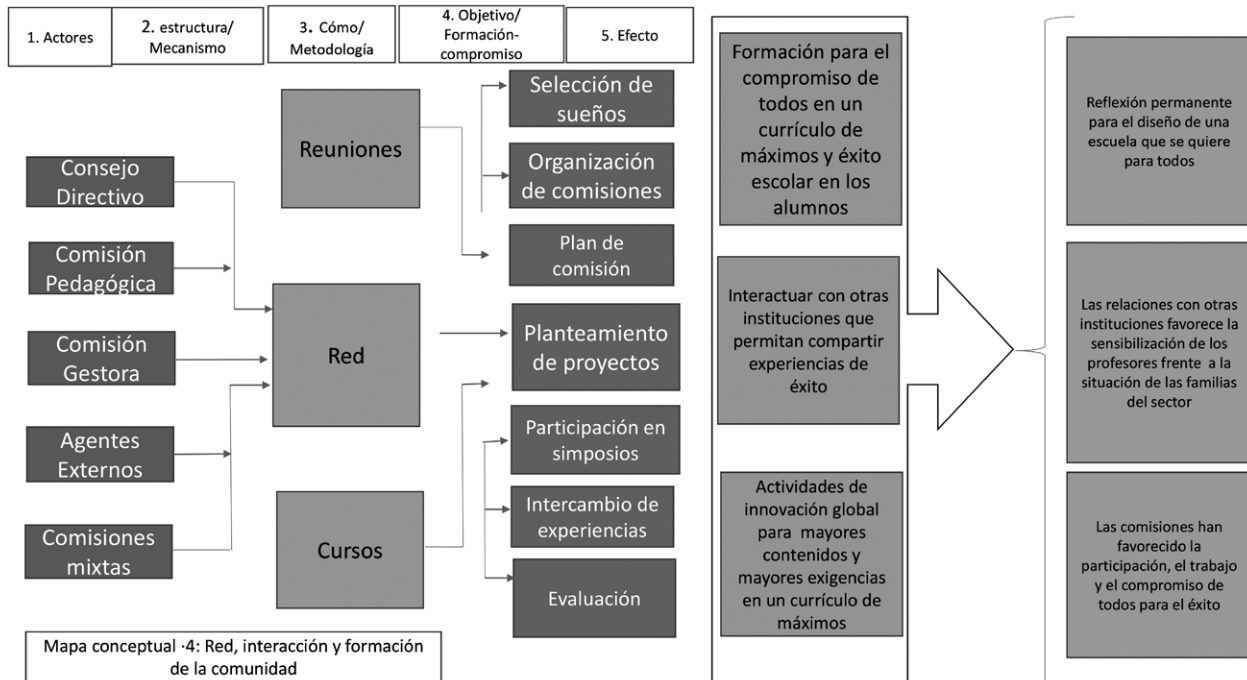 1. Actores
2. estructura/
Mecanismo
3. Cómo/
Metodología
4. Objetivo/
Formación-
compromiso
5. Efecto
Consejo
Directivo
Comisión
Pedagógica
Comisión
Gestora
Agentes
Externos
Comisiones
mixtas
Reuniones
Red
Cursos
Selección de
sueños
Organización
de comisiones
Plan de
comisión
Planteamiento
de proyectos
Participación en
simposios
Intercambio de
experiencias
Evaluación
Formación para el
compromiso de
todos en un
currículo de
máximos y éxito
escolar en los
alumnos
Interactuar con otras
instituciones que
permitan compartir
experiencias de
éxito
Actividades de
innovación global
para mayores
contenidos y
mayores exigencias
en un currículo de
máximos
Reflexión permanente
para el diseño de una
escuela que se quiere
para todos
Las relaciones con otras
instituciones favorece la
sensibilización de los
profesores frente a la
situación de las familias
del sector
Las comisiones han
favorecido la
participación, el trabajo
y el compromiso de
todos para el éxito
Mapa conceptual ·4: Red, interacción y formación
de la comunidad